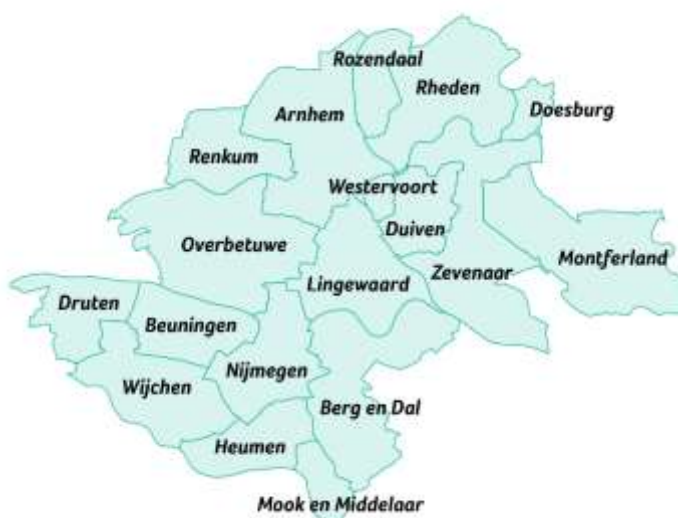 Rozendaal
Rheden
Doesburg
Arnhem
Renkum
Westervoort
Duiven
Overbetuwe
Montferland
Zevenaar
Lingewaard
Druten
Beuningen
Nijmegen
Wijchen
Berg en Dal
Heumen
Mook en Middelaar